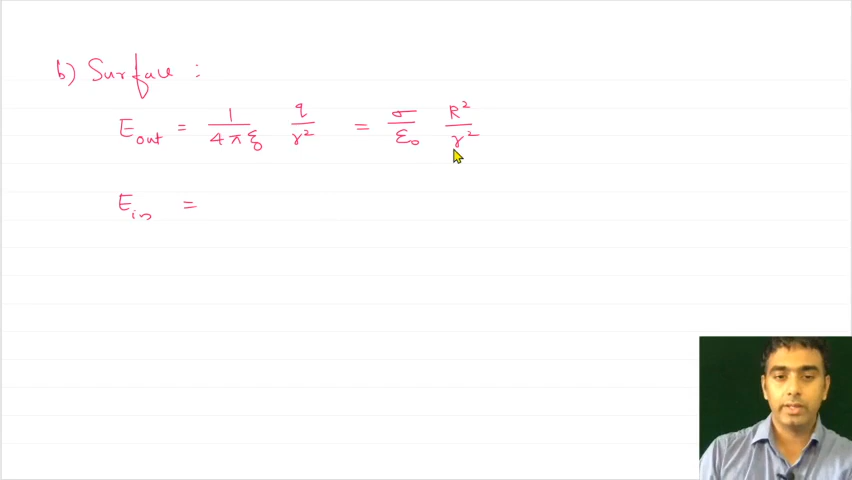 b) Surface :
E_out = 1/(4πε₀) q/r² = σ/ε₀ R²/r²
E_in =